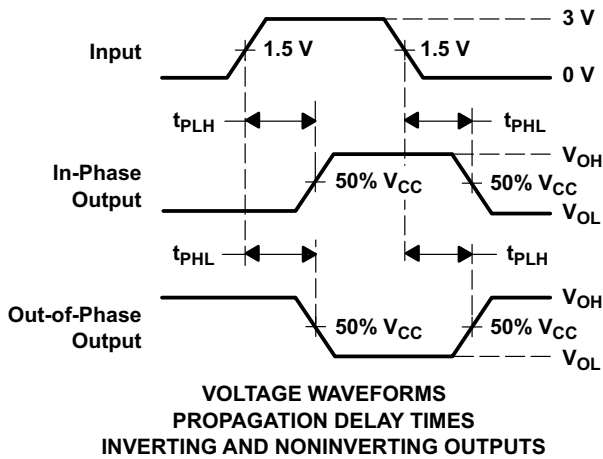 3 V
Input
1.5 V
1.5 V
0 V
tPLH
tPHL
In-Phase
Output
VOH
50% VCC
50% VCC
VOL
tPHL
tPLH
Out-of-Phase
Output
VOH
50% VCC
50% VCC
VOL
VOLTAGE WAVEFORMS
PROPAGATION DELAY TIMES
INVERTING AND NONINVERTING OUTPUTS